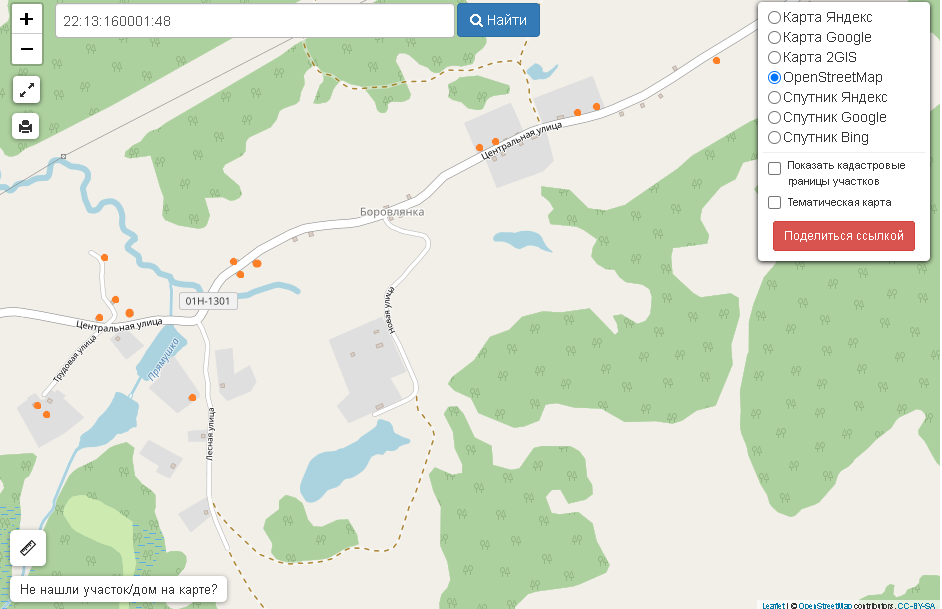 +
22:13:160001:48
Найти
−
Карта Яндекс
Карта Google
Карта 2GIS
OpenStreetMap
Спутник Яндекс
Спутник Google
Спутник Bing
Показать кадастровые
границы участков
Тематическая карта
Поделиться ссылкой
Центральная улица
Боровлянка
01Н-1301
Новая улица
Центральная улица
Трудовая улица
Прямушко
Лесная улица
Не нашли участок/дом на карте?
Leaflet | © OpenStreetMap contributors, CC-BY-SA